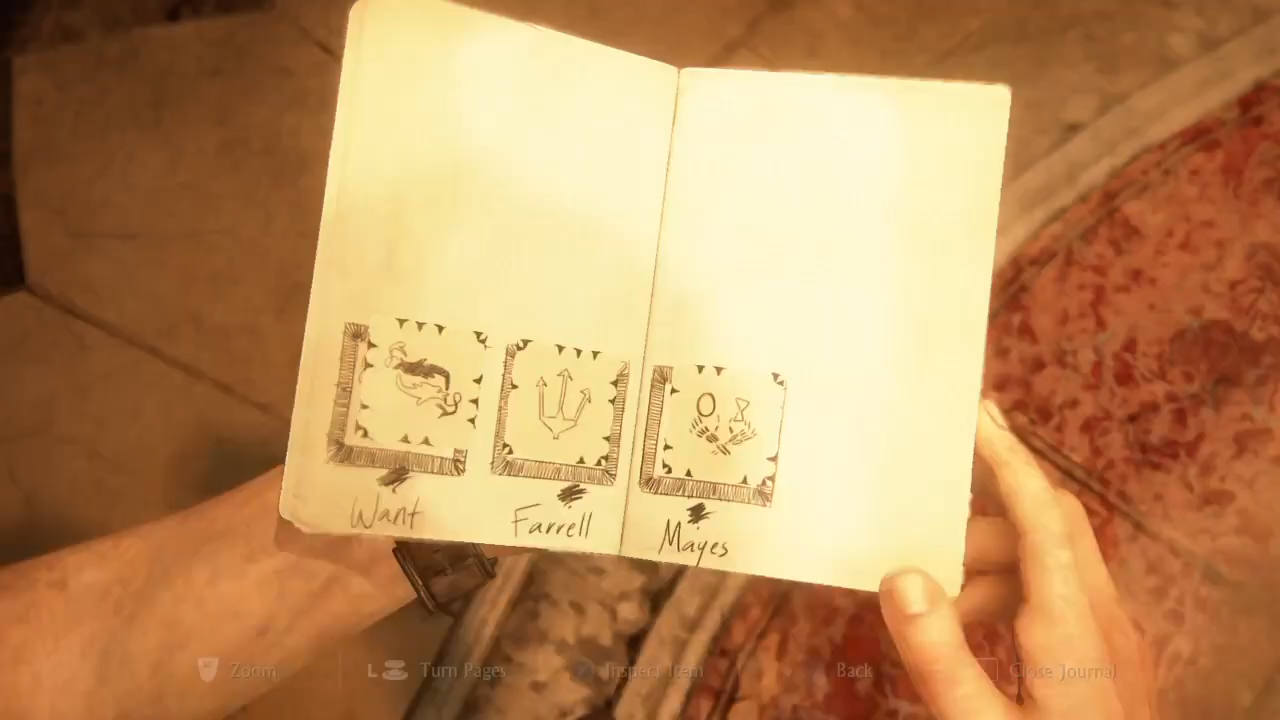 Want
Farrell
Mayes
Zoom
L Turn Pages
Inspect Item
Back
Close Journal